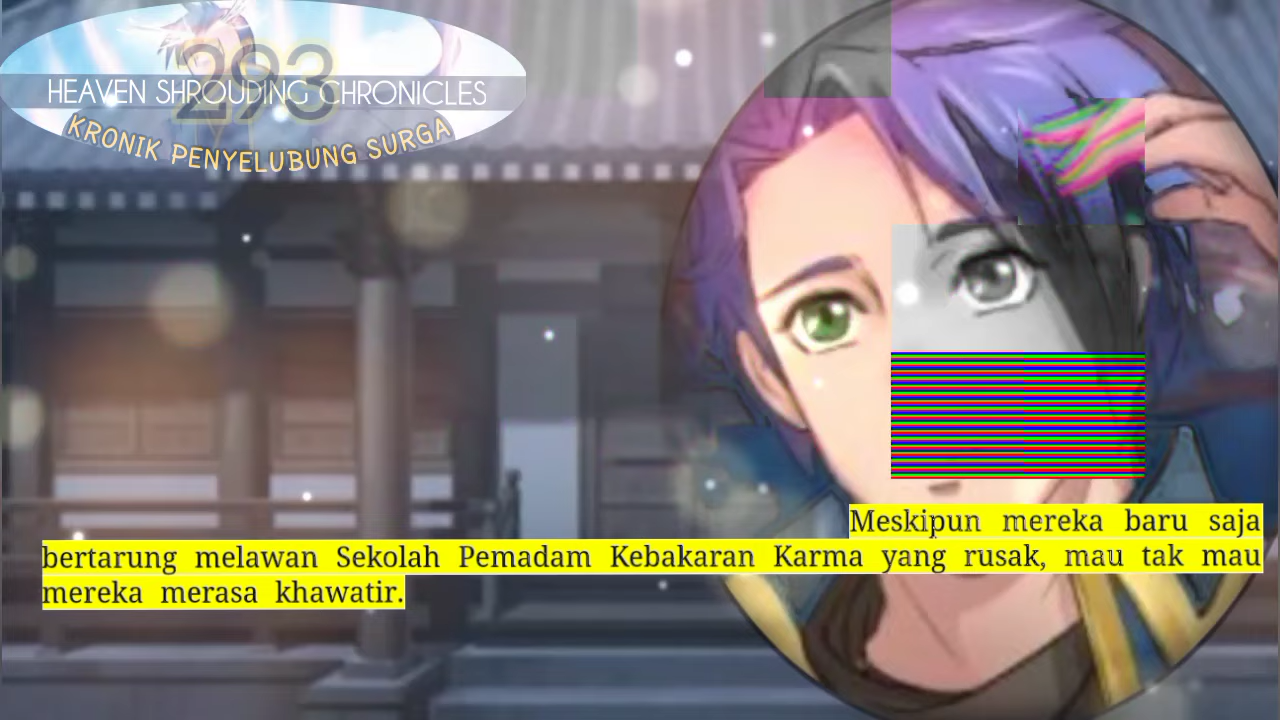 293
HEAVEN SHROUDING CHRONICLES
KRONIK PENYELUBUNG SURGA
Meskipun mereka baru saja
bertarung melawan Sekolah Pemadam Kebakaran Karma yang rusak, mau tak mau
mereka merasa khawatir.